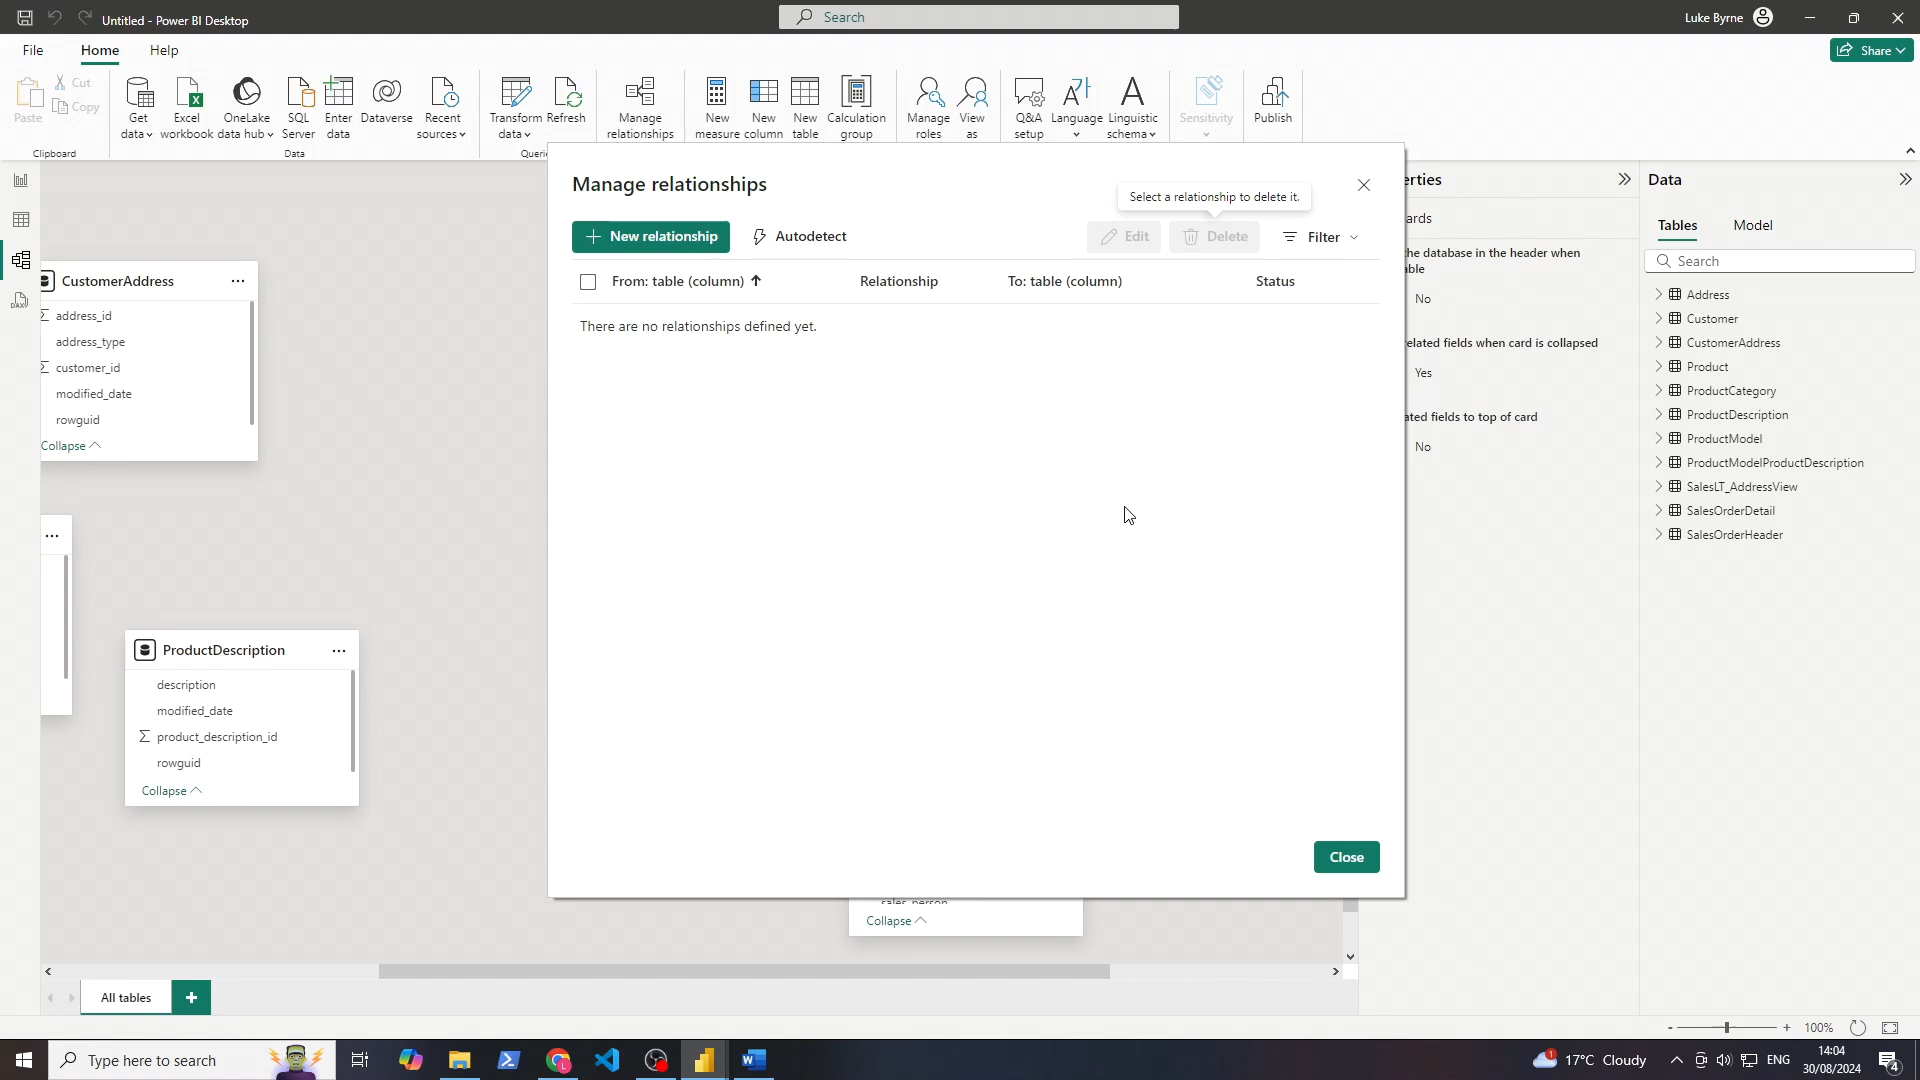 Untitled - Power BI Desktop
Search
Luke Byrne
File
Home
Help
Share
Paste
Cut
Copy
Get data
Excel workbook
OneLake data hub
SQL Server
Enter data
Dataverse
Recent sources
Transform data
Refresh
Manage relationships
New measure
New column
New table
Calculation group
Manage roles
View as
Q&A setup
Language
Linguistic schema
Sensitivity
Publish
Clipboard
Data
Manage relationships
Select a relationship to delete it.
New relationship
Autodetect
Edit
Delete
Filter
From: table (column)
Relationship
To: table (column)
Status
There are no relationships defined yet.
Close
CustomerAddress
address_id
address_type
customer_id
modified_date
rowguid
Collapse
ProductDescription
description
modified_date
product_description_id
rowguid
Collapse
Collapse
erties
ards
the database in the header when
No
related fields when card is collapsed
Yes
ated fields to top of card
No
Data
Tables
Model
Search
Address
Customer
CustomerAddress
Product
ProductCategory
ProductDescription
ProductModel
ProductModelProductDescription
SalesLT_AddressView
SalesOrderDetail
SalesOrderHeader
All tables
100%
Type here to search
17°C Cloudy
ENG
14:04
30/08/2024